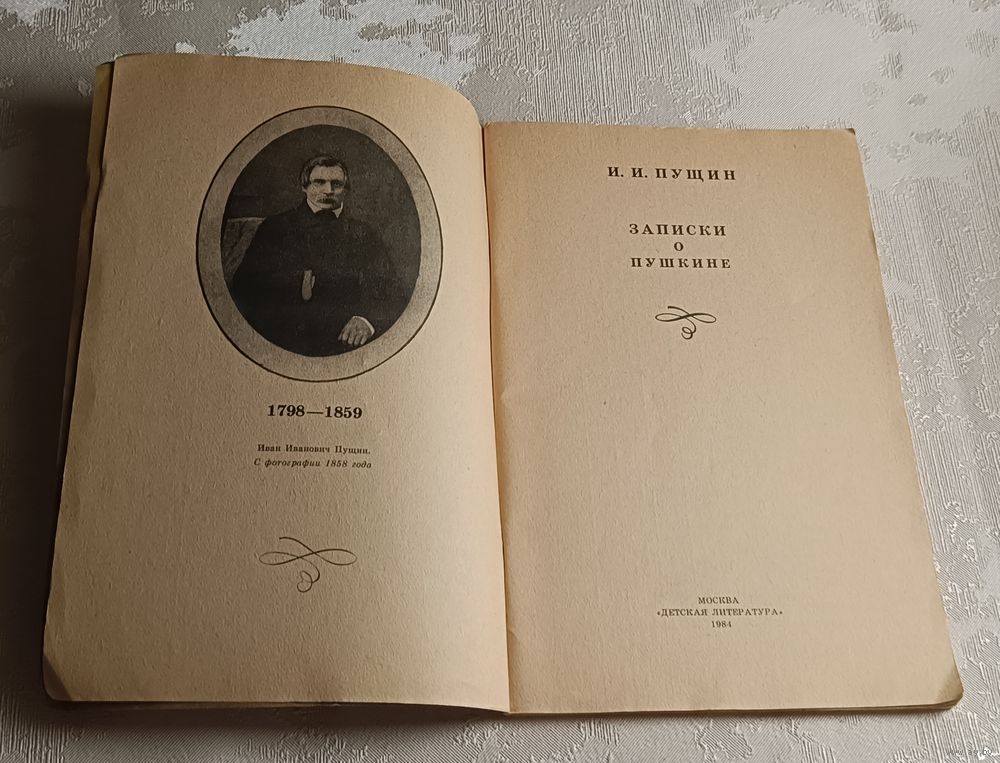 1798—1859
Иван Иванович Пущин.
С фотографии 1858 года
И. И. ПУЩИН
ЗАПИСКИ
О
ПУШКИНЕ
МОСКВА
«ДЕТСКАЯ ЛИТЕРАТУРА»
1984